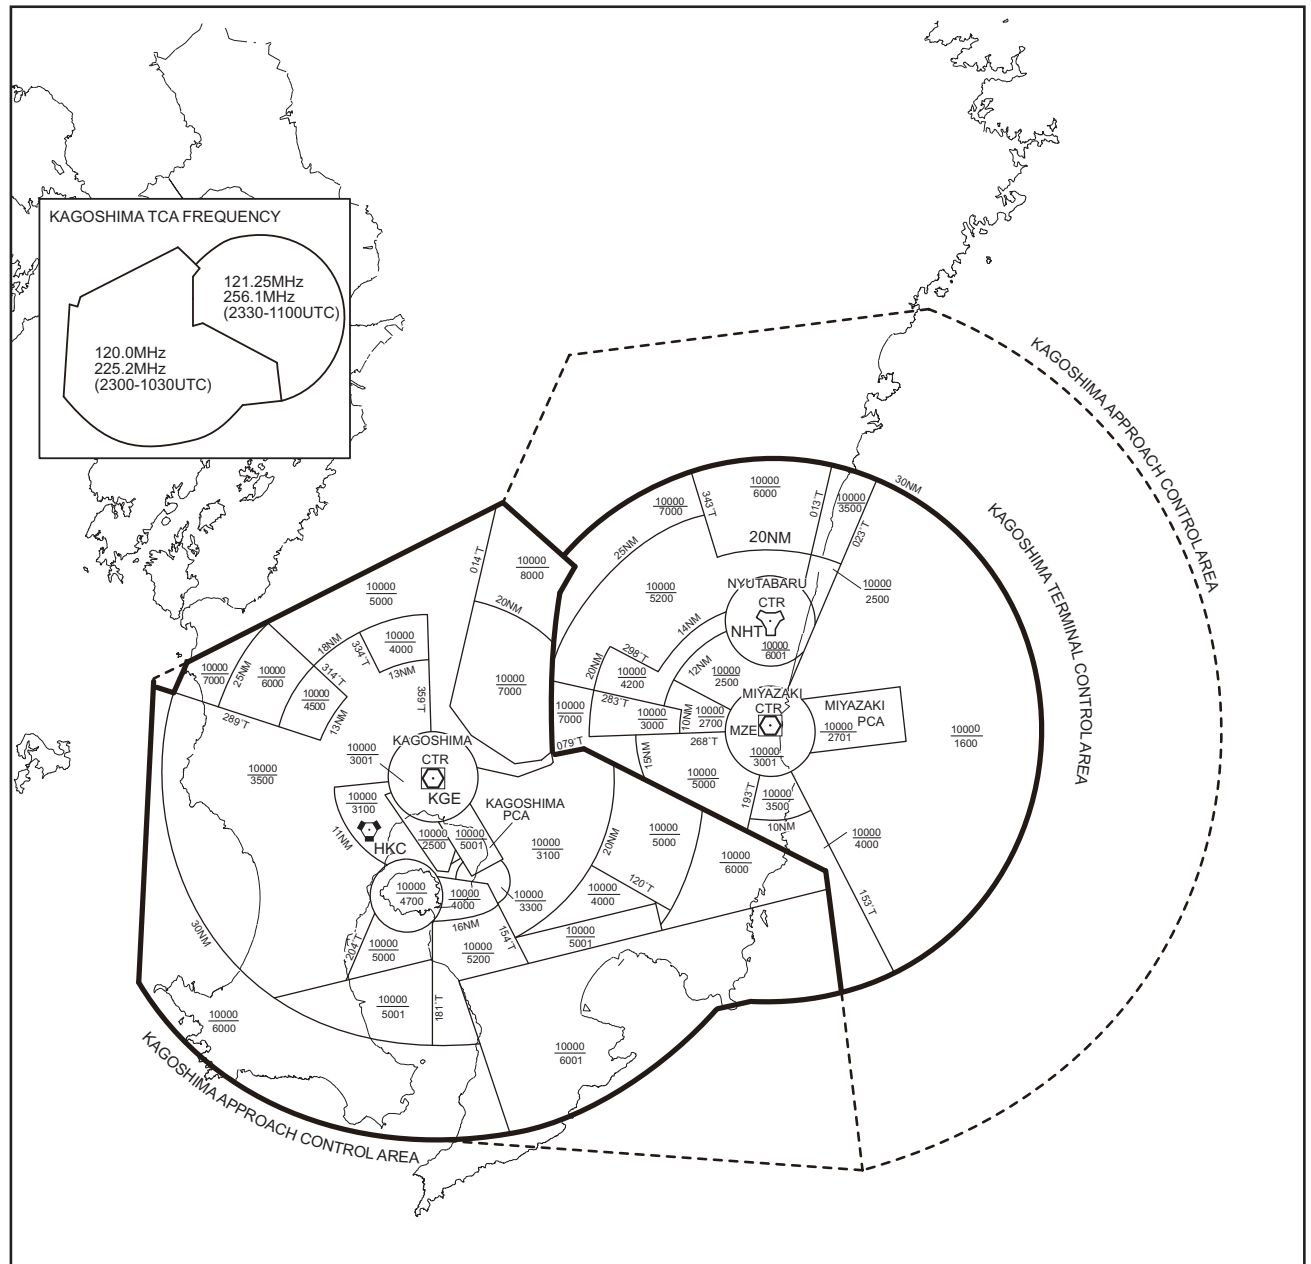 KAGOSHIMA TCA FREQUENCY
121.25MHz
256.1MHz
(2330-1100UTC)
120.0MHz
225.2MHz
(2300-1030UTC)
KAGOSHIMA APPROACH CONTROL AREA
KAGOSHIMA TERMINAL CONTROL AREA
30NM
10000
6000
10000
7000
343°T
013°T
10000
3500
023°T
20NM
25NM
10000
2500
10000
5200
NYUTABARU
CTR
NHT
10000
6001
14NM
12NM
298°T
20NM
10000
4200
10000
2500
283°T
10000
7000
10000
3000
10NM
10000
2700
268°T
079°T
15NM
MIYAZAKI
CTR
MZE
10000
3001
MIYAZAKI
PCA
10000
2701
10000
1600
10000
5000
193°T
10000
3500
10NM
10000
4000
153°T
014°T
10000
8000
20NM
10000
7000
10000
5000
18NM
334°T
10000
4000
13NM
359°T
10000
7000
25NM
10000
6000
314°T
10000
4500
13NM
289°T
10000
3500
10000
3001
KAGOSHIMA
CTR
KGE
KAGOSHIMA
PCA
10000
3100
11NM
HKC
10000
2500
10000
5001
10000
3100
20NM
10000
5000
10000
6000
120°T
10000
4000
10000
3300
10000
4700
10000
4000
16NM
154°T
10000
5001
10000
5200
204°T
10000
5000
10000
5001
181°T
30NM
10000
6000
10000
6001
KAGOSHIMA APPROACH CONTROL AREA